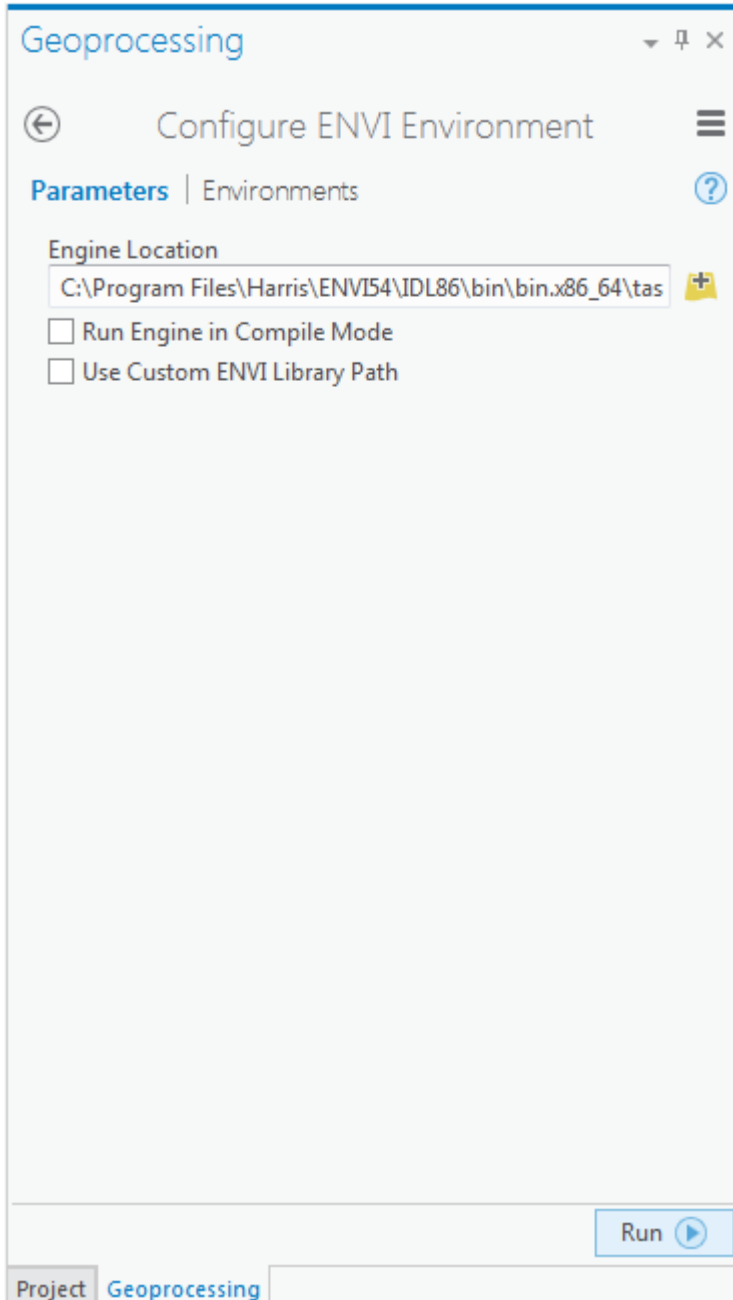 Geoprocessing
Configure ENVI Environment
Parameters | Environments
?
Engine Location
C:\Program Files\Harris\ENVI54\IDL86\bin\bin.x86_64\tas
Run Engine in Compile Mode
Use Custom ENVI Library Path
Run
Project Geoprocessing